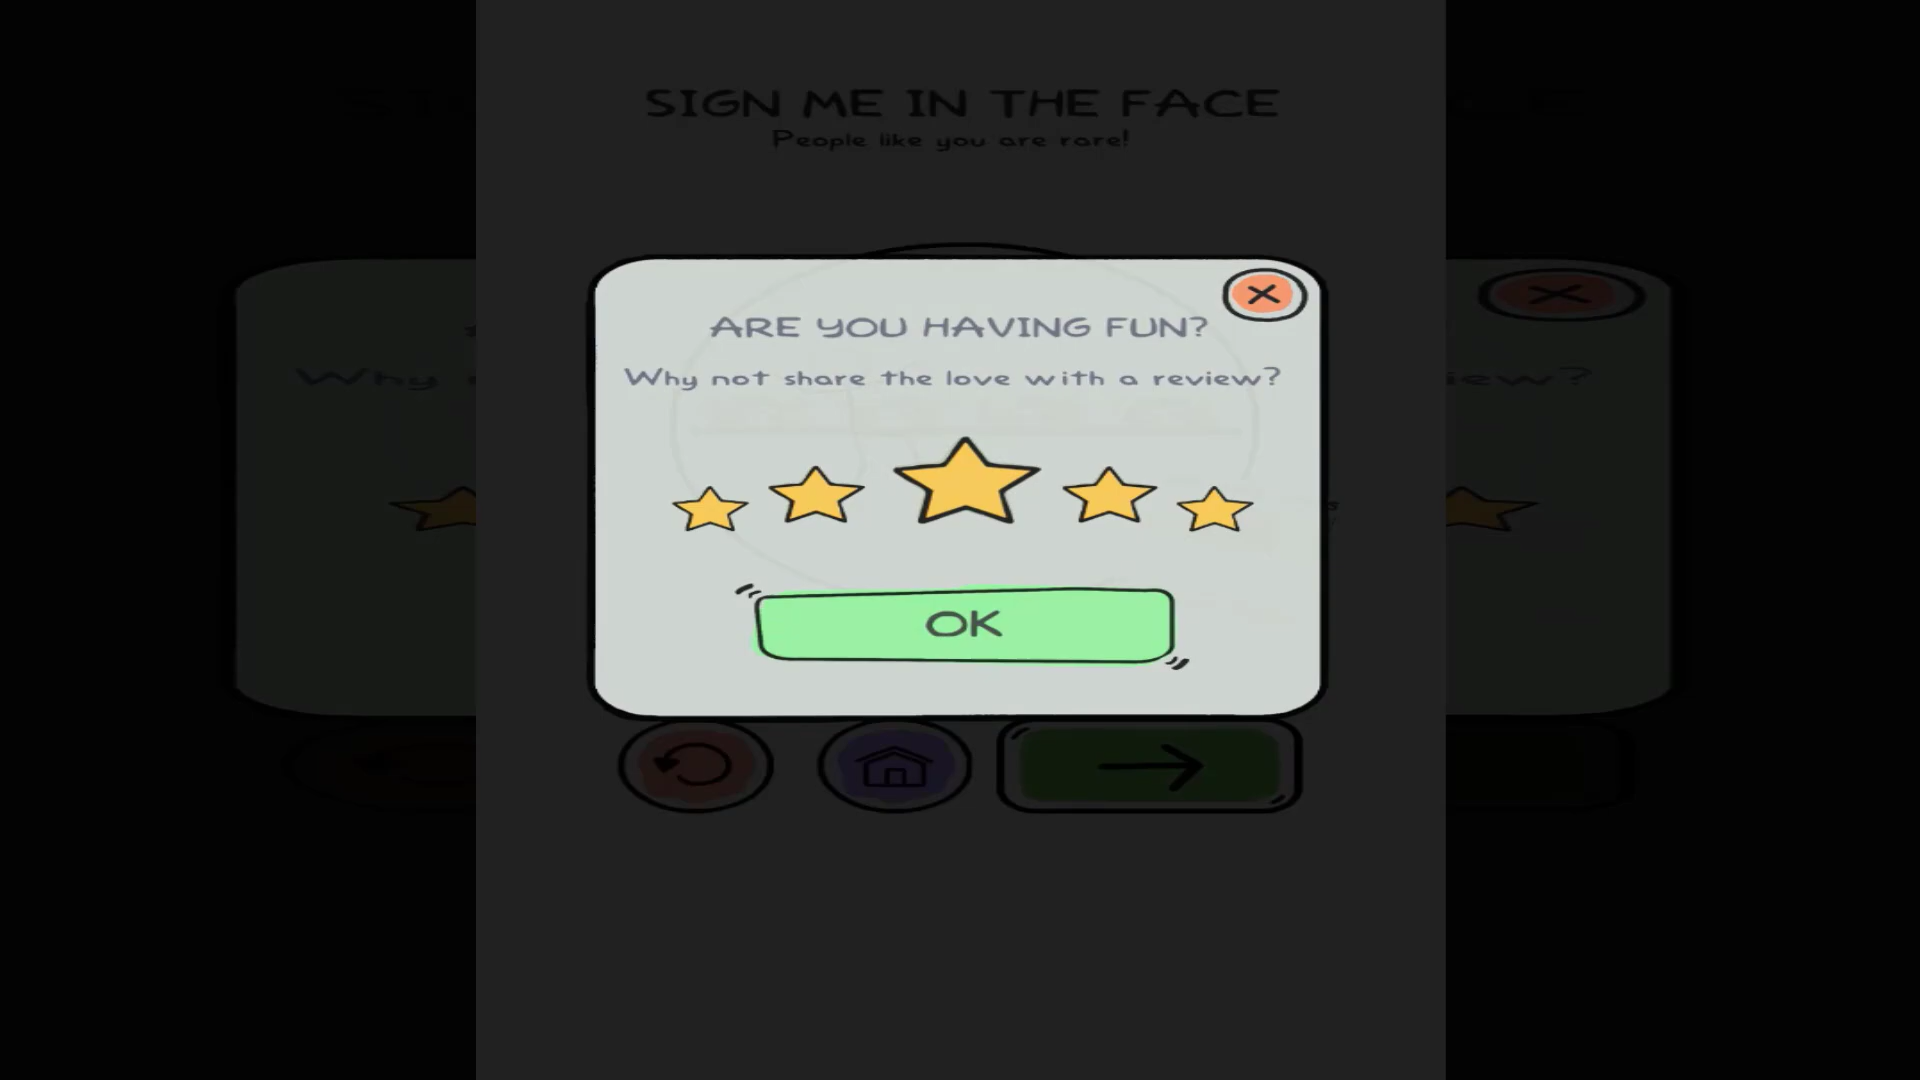 SIGN ME IN THE FACE
People like you are rare!
ARE YOU HAVING FUN?
Why not share the love with a review?
OK